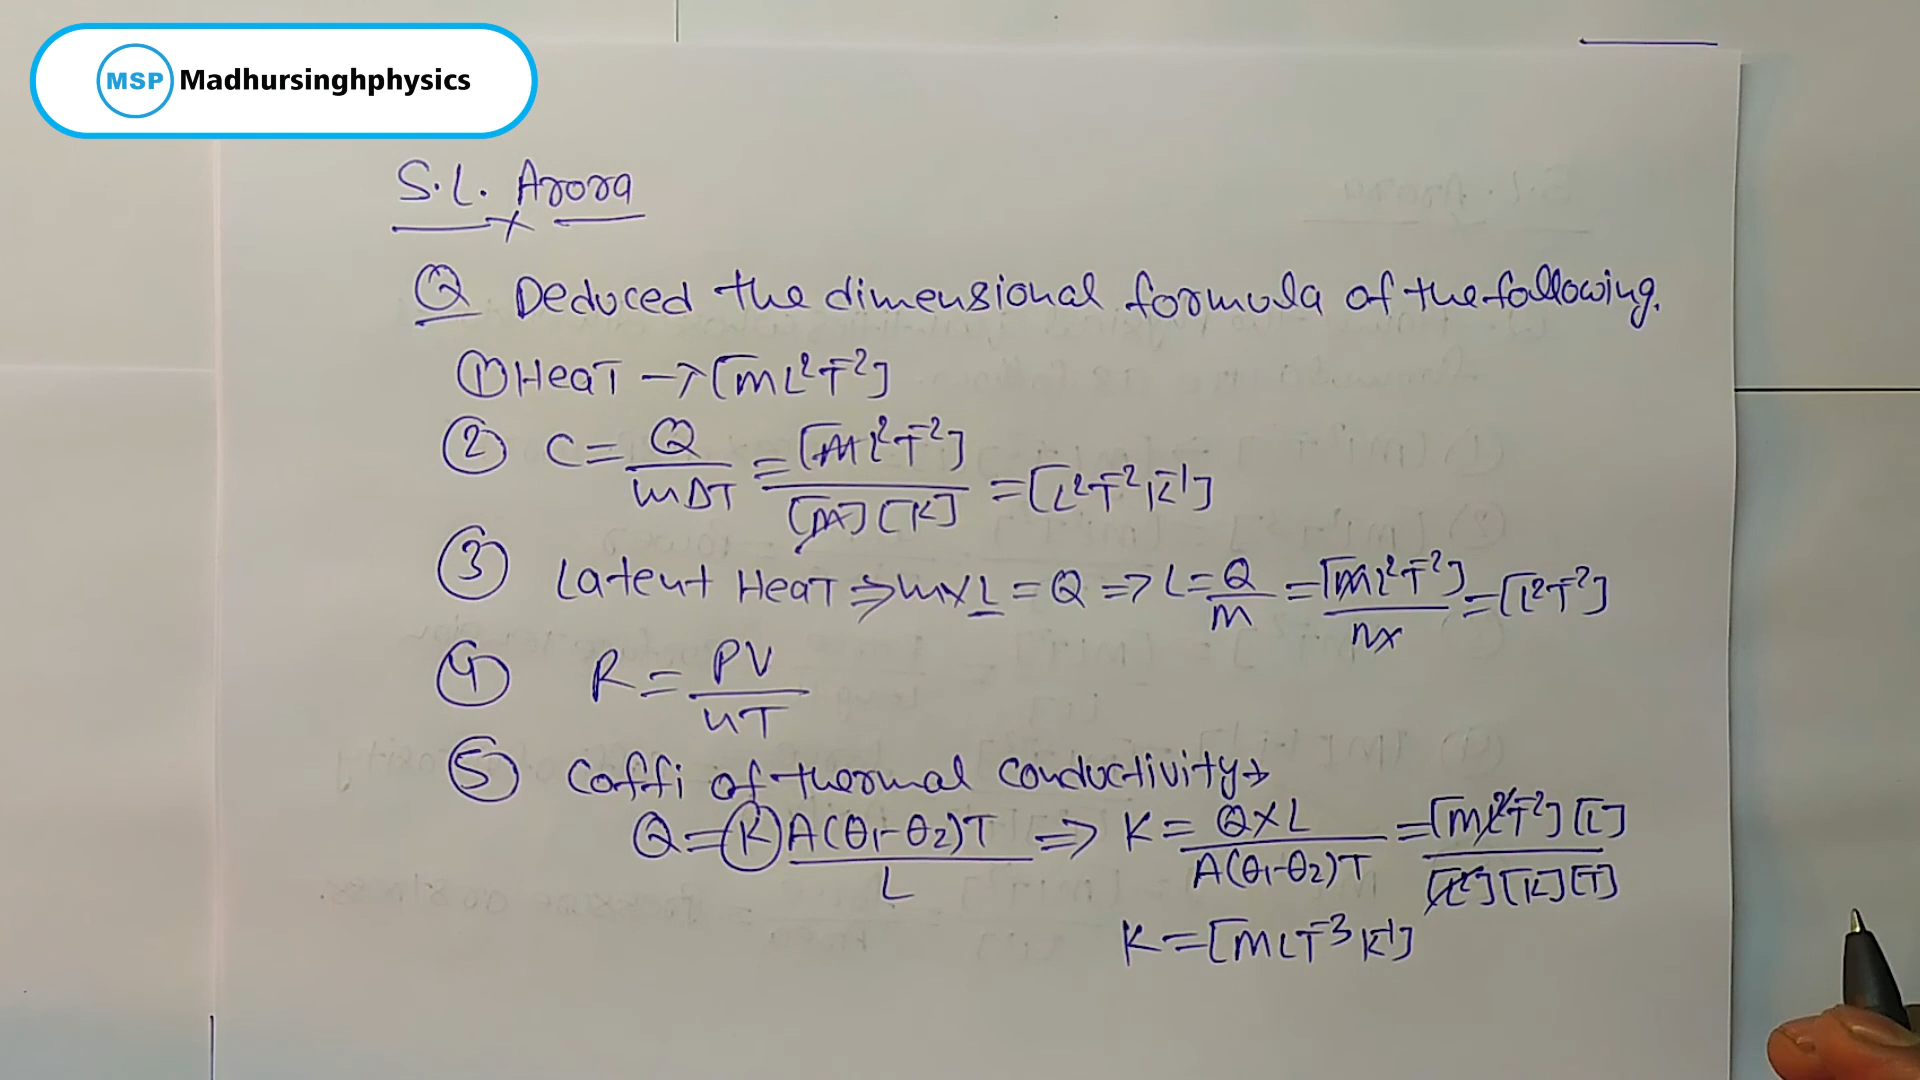 MSP Madhursinghphysics
S.L. Arora
Q Deduced the dimensional formula of the following.
① Heat → [ML²T⁻²]
② C = Q/mΔT = [ML²T⁻²]/[M][K] = [L²T⁻²K⁻¹]
③ Latent Heat ⇒ m×L = Q ⇒ L = Q/m = [ML²T⁻²]/M = [L²T⁻²]
④ R = PV/nT
⑤ Coffi of thermal conductivity→
Q = K A(θ₁-θ₂)T/L ⇒ K = Q×L/A(θ₁-θ₂)T = [ML²T⁻²][L]/[L²][K][T]
K = [MLT⁻³K⁻¹]